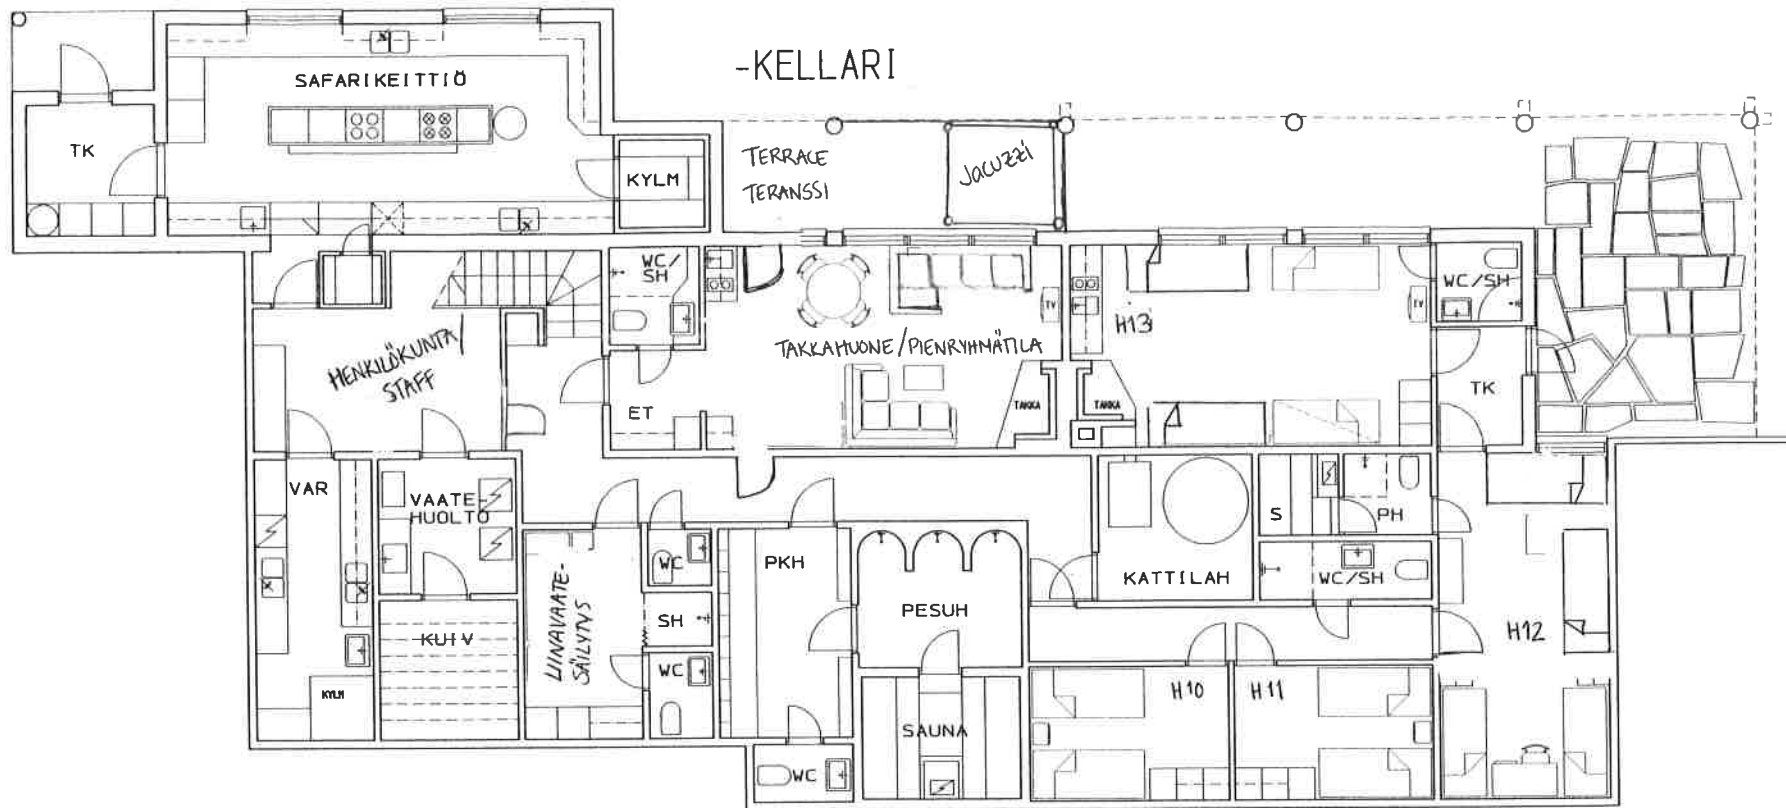 -KELLARI
SAFARIKEITTIÖ
TK
KYLM
TERRACE
TERANSSI
Jacuzzi
WC/
SH
TV
H13
TV
WC/SH
HENKILÖKUNTA/
STAFF
TAKKAHUONE/PIENRYHMÄTILA
ET
TAKKA
TAKKA
TK
VAR
VAATE-
HUOLTO
WC
PKH
KATTILAH
S
PH
WC/SH
KUIV
LIINAVAATE-
SÄILYTYS
SH
PESUH
H12
KYLM
WC
SAUNA
H10
H11
WC